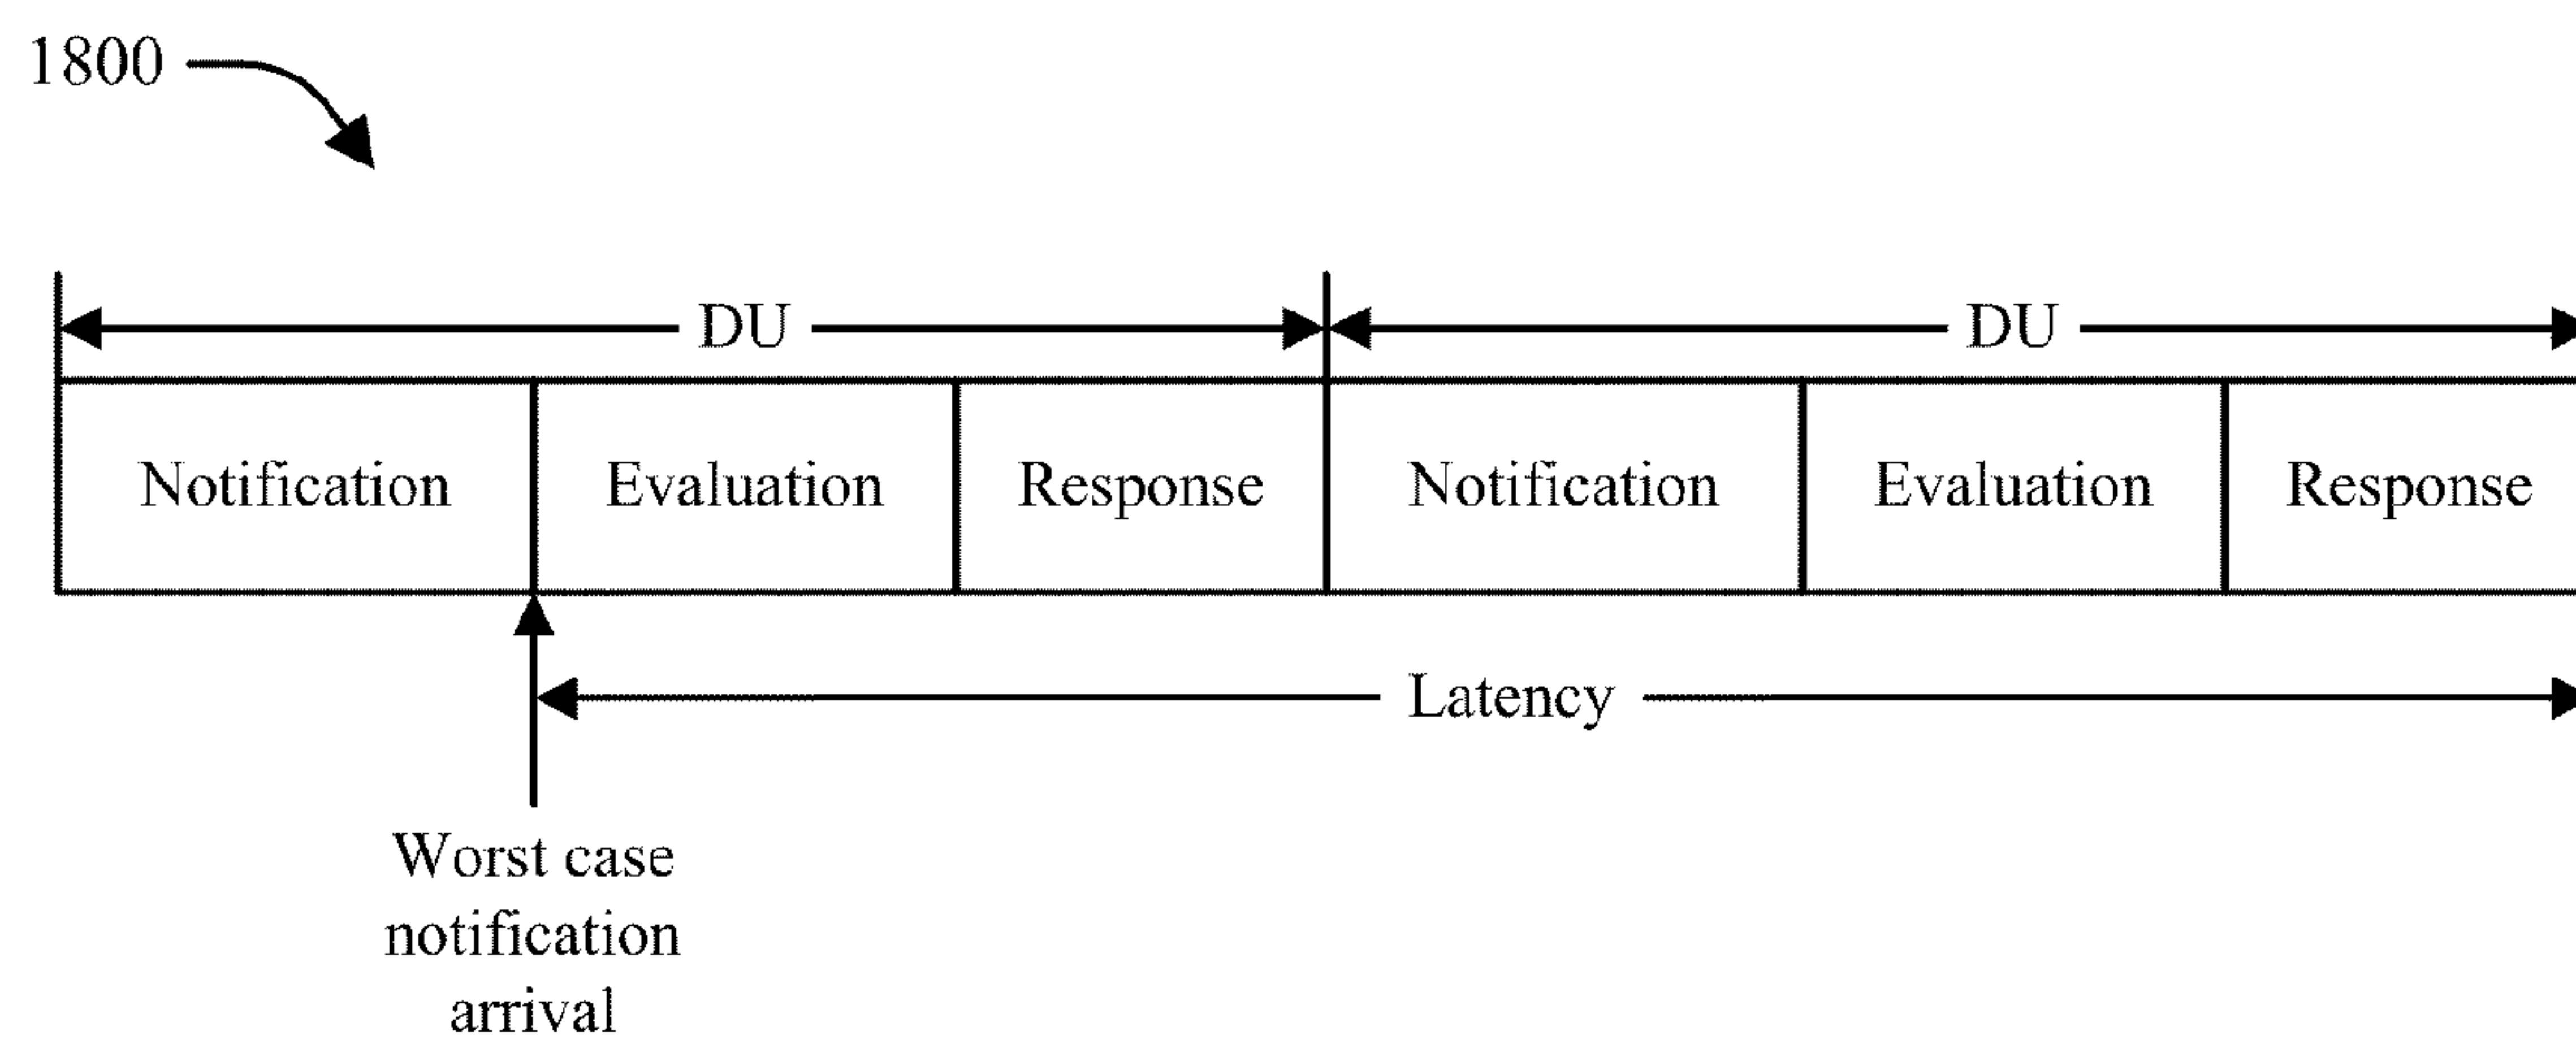 1800
DU DU
Notification Evaluation Response Notification Evaluation Response
Latency
Worst case
notification
arrival